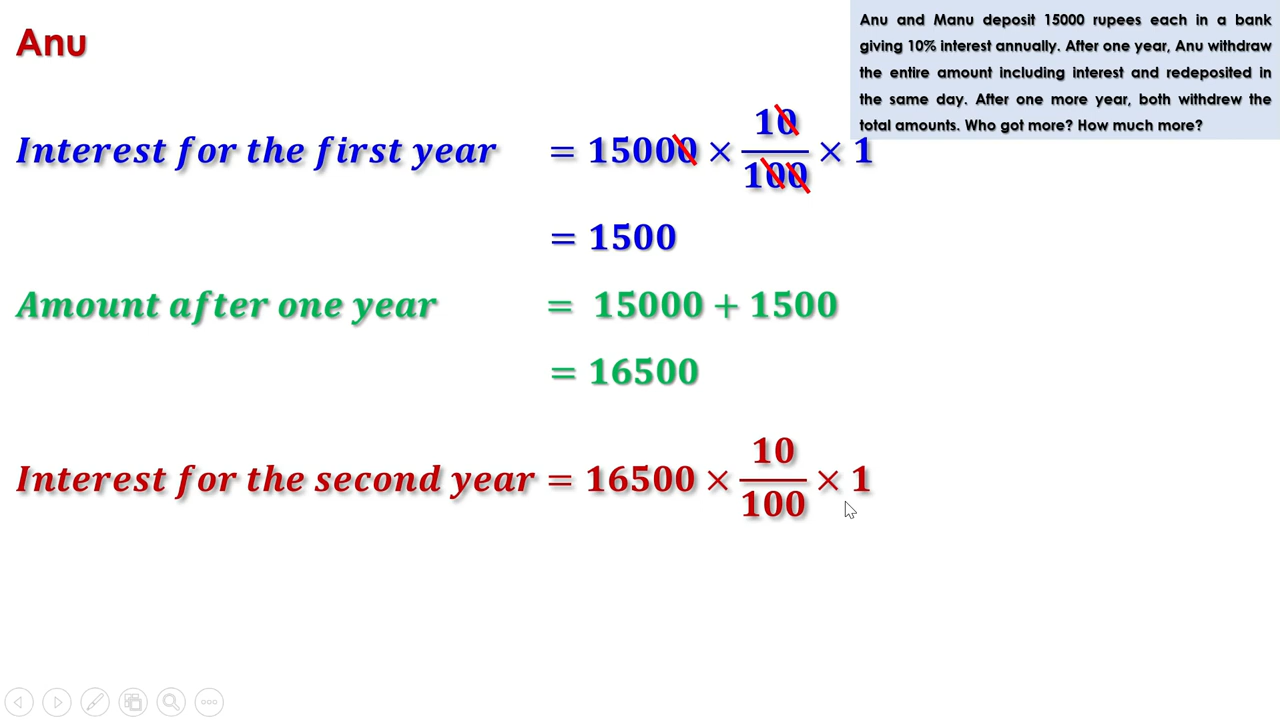 Anu
Anu and Manu deposit 15000 rupees each in a bank
giving 10% interest annually. After one year, Anu withdraw
the entire amount including interest and redeposited in
the same day. After one more year, both withdrew the
total amounts. Who got more? How much more?
Interest for the first year = 15000 × 10/100 × 1
= 1500
Amount after one year = 15000 + 1500
= 16500
Interest for the second year = 16500 × 10/100 × 1